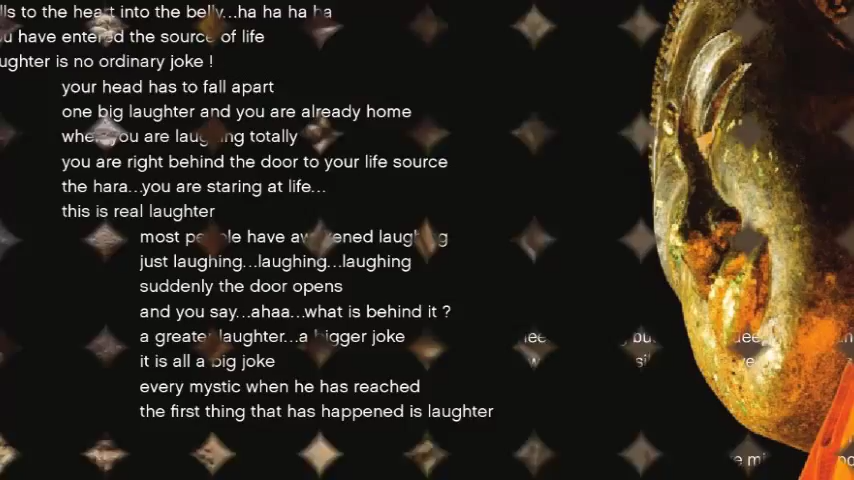 to the heart into the belly...ha ha ha ha
have entered the source of life
is no ordinary joke !
your head has to fall apart
one big laughter and you are already home
when you are laughing totally
you are right behind the door to your life source
the hara...you are staring at life...
this is real laughter
most people have awakened laughing
just laughing...laughing...laughing
suddenly the door opens
and you say...ahaa...what is behind it ?
a greater laughter...a bigger joke
it is all a big joke
every mystic when he has reached
the first thing that has happened is laughter